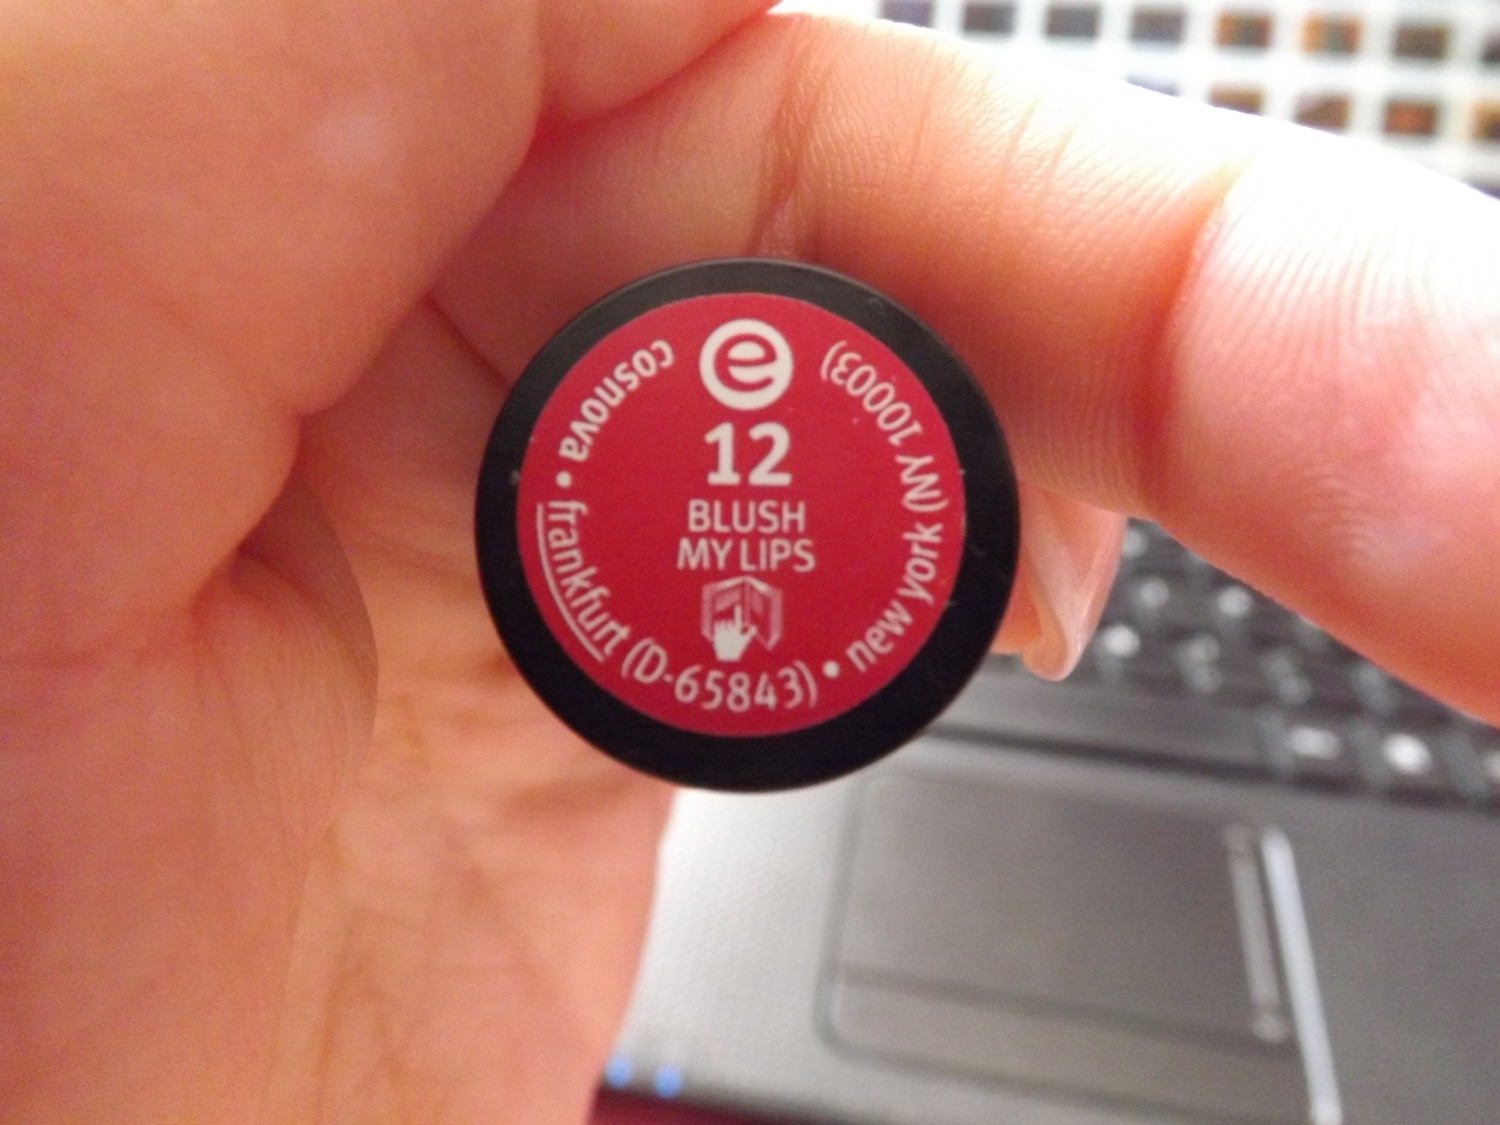 e
12
BLUSH
MY LIPS
cosnova • frankfurt (D-65843) • new york (NY 10003)